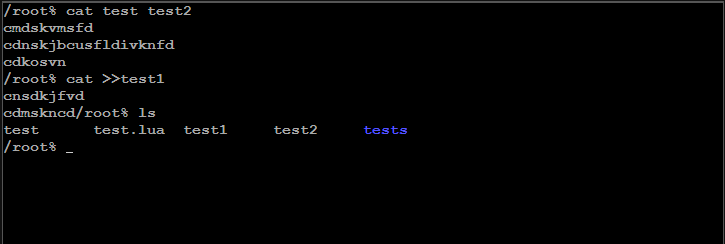 /root% cat test test2
cmdskvmsfd
cdnskjbcusfldivknfd
cdkosvn
/root% cat >>test1
cnsdkjfvd
cdmskncd/root% ls
test test.lua test1 test2 tests
/root% _